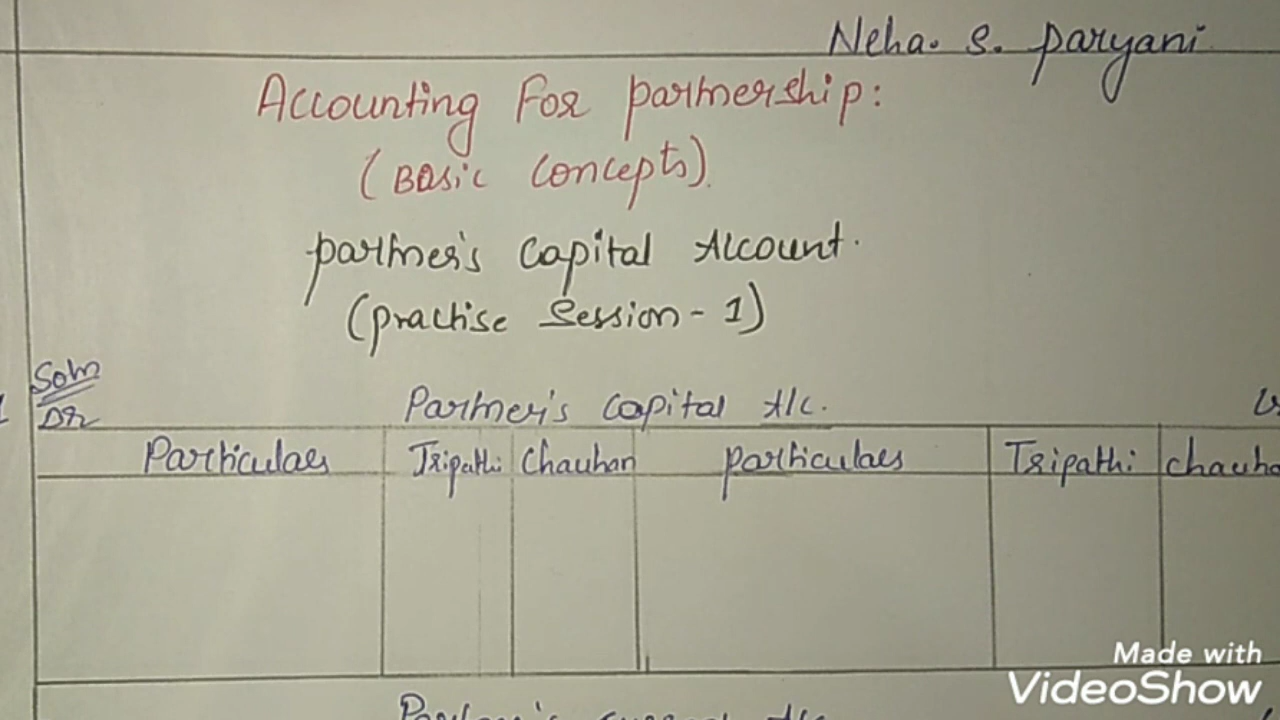 Neha. S. Paryani
Accounting For partnership:
(Basic Concepts).
partner's Capital Account.
(practise Session - 1)
Soln
Dr
Partner's Capital A/c.
Particulars Tripathi Chauhan particulars Tripathi
Made with
VideoShow